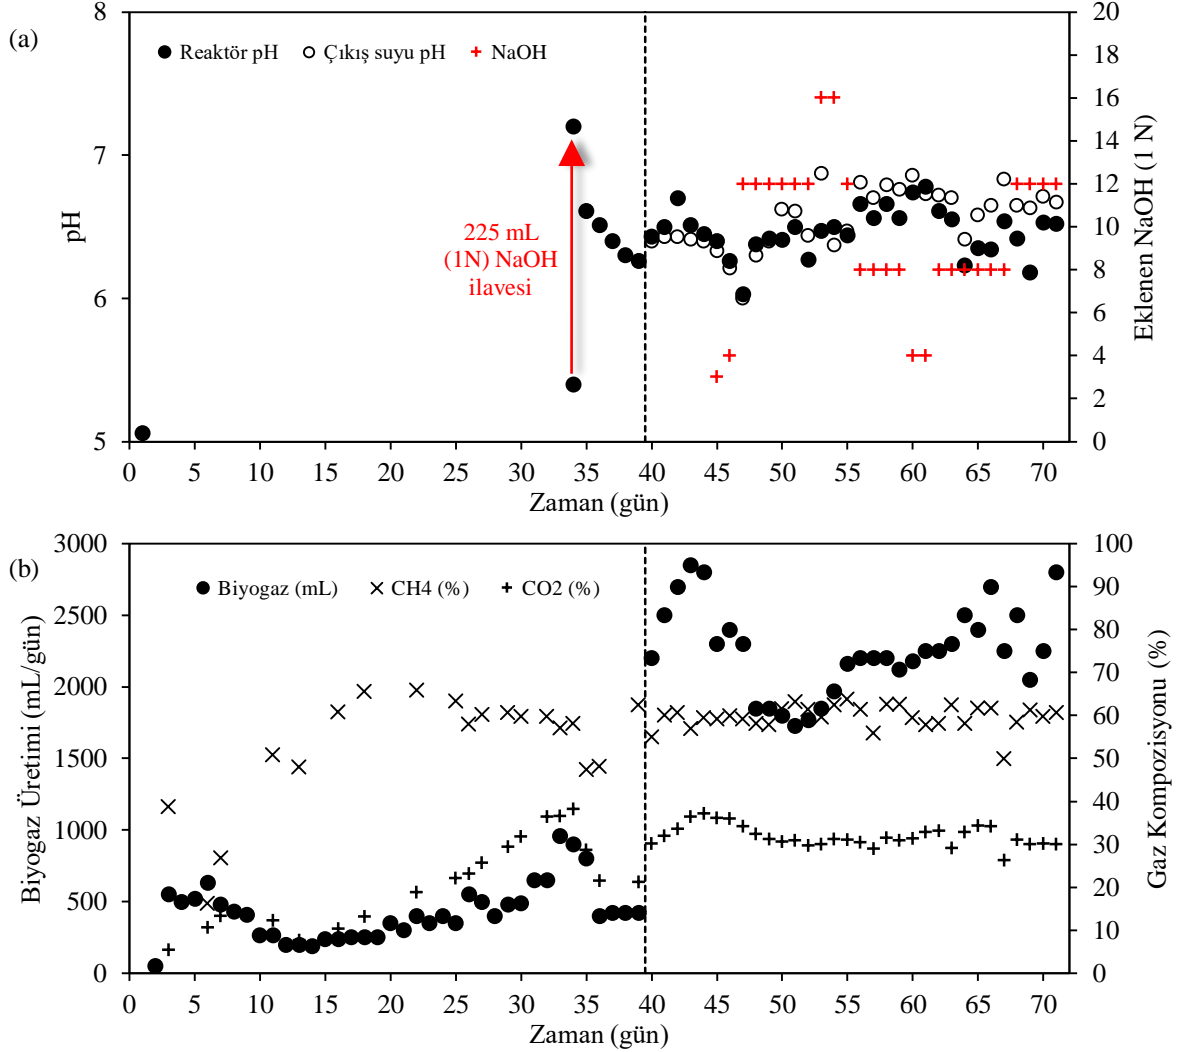 (a)
Reaktör pH
Çıkış suyu pH
NaOH
8
7
6
5
pH
20
18
16
14
12
10
8
6
4
2
0
Eklenen NaOH (1 N)
225 mL
(1N) NaOH
ilavesi
0 5 10 15 20 25 30 35 40 45 50 55 60 65 70
Zaman (gün)
(b)
Biyogaz (mL)
CH4 (%)
CO2 (%)
3000
2500
2000
1500
1000
500
0
Biyogaz Üretimi (mL/gün)
100
90
80
70
60
50
40
30
20
10
0
Gaz Kompozisyonu (%)
0 5 10 15 20 25 30 35 40 45 50 55 60 65 70
Zaman (gün)